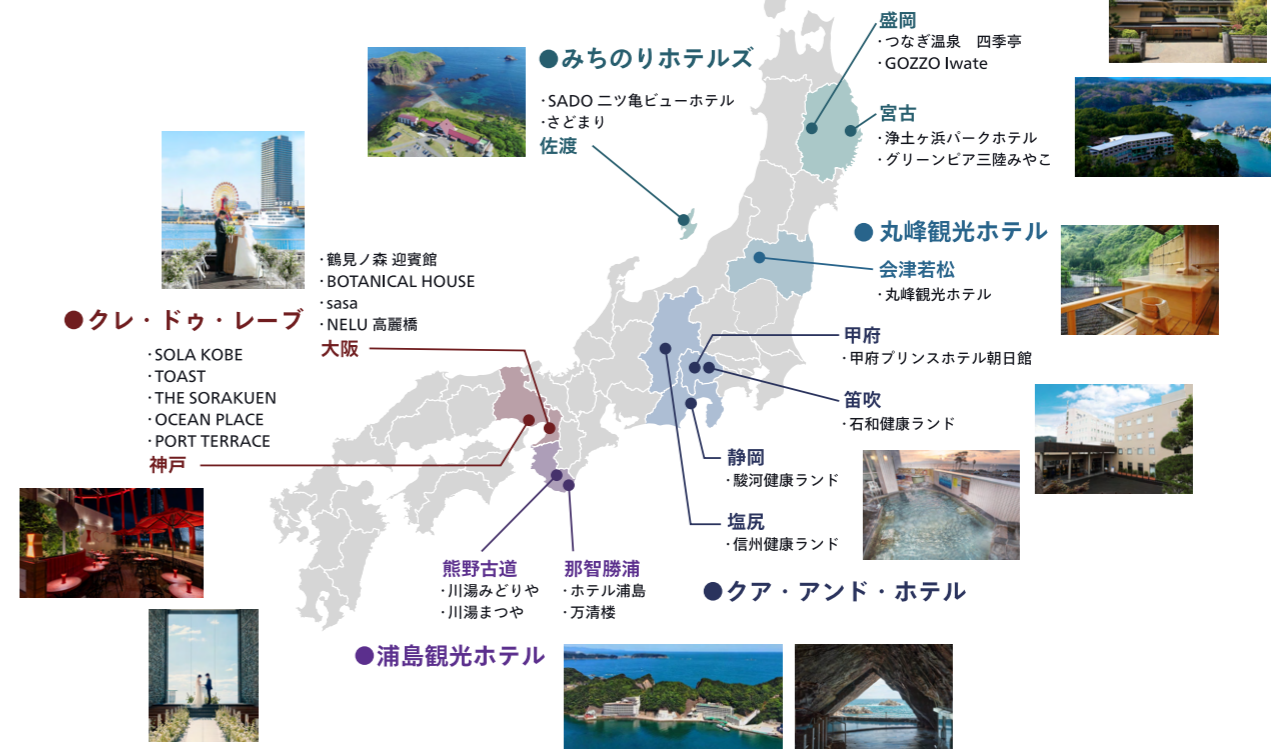 ●みちのりホテルズ
・SADO 二ツ亀ビューホテル
・さどまり
佐渡
盛岡
・つなぎ温泉　四季亭
・GOZZO Iwate
宮古
・浄土ヶ浜パークホテル
・グリーンピア三陸みやこ
●丸峰観光ホテル
会津若松
・丸峰観光ホテル
・鶴見ノ森 迎賓館
・BOTANICAL HOUSE
・sasa
・NELU 高麗橋
大阪
●クレ・ドゥ・レーブ
・SOLA KOBE
・TOAST
・THE SORAKUEN
・OCEAN PLACE
・PORT TERRACE
神戸
甲府
・甲府プリンスホテル朝日館
笛吹
・石和健康ランド
静岡
・駿河健康ランド
塩尻
・信州健康ランド
●クア・アンド・ホテル
熊野古道
・川湯みどりや
・川湯まつや
那智勝浦
・ホテル浦島
・万清楼
●浦島観光ホテル